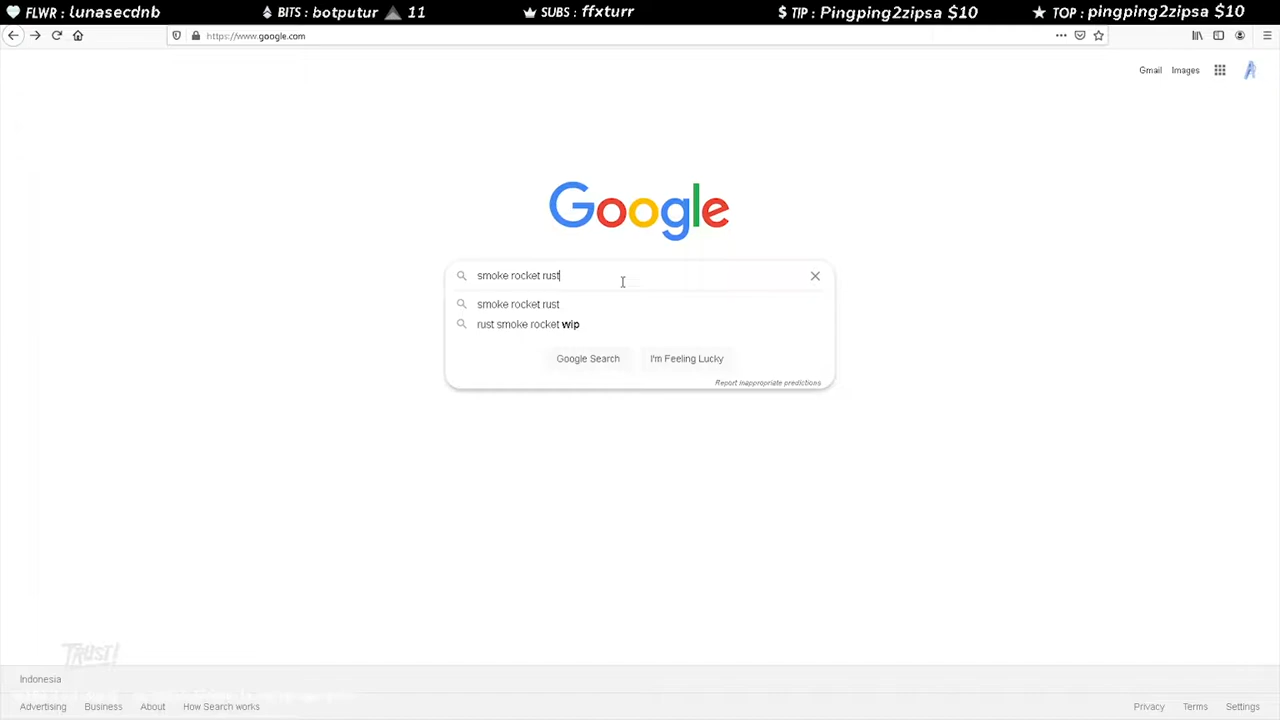 FLWR : lunasecdnb BITS : botputur 11 SUBS : ffxturr $ TIP : Pingping2zipsa $10 TOP : pingping2zipsa $10
https://www.google.com
Gmail Images
Google
smoke rocket rust
smoke rocket rust
rust smoke rocket wip
Google Search I'm Feeling Lucky
Report inappropriate predictions
TRUST!
Indonesia
Advertising Business About How Search works Privacy Terms Settings